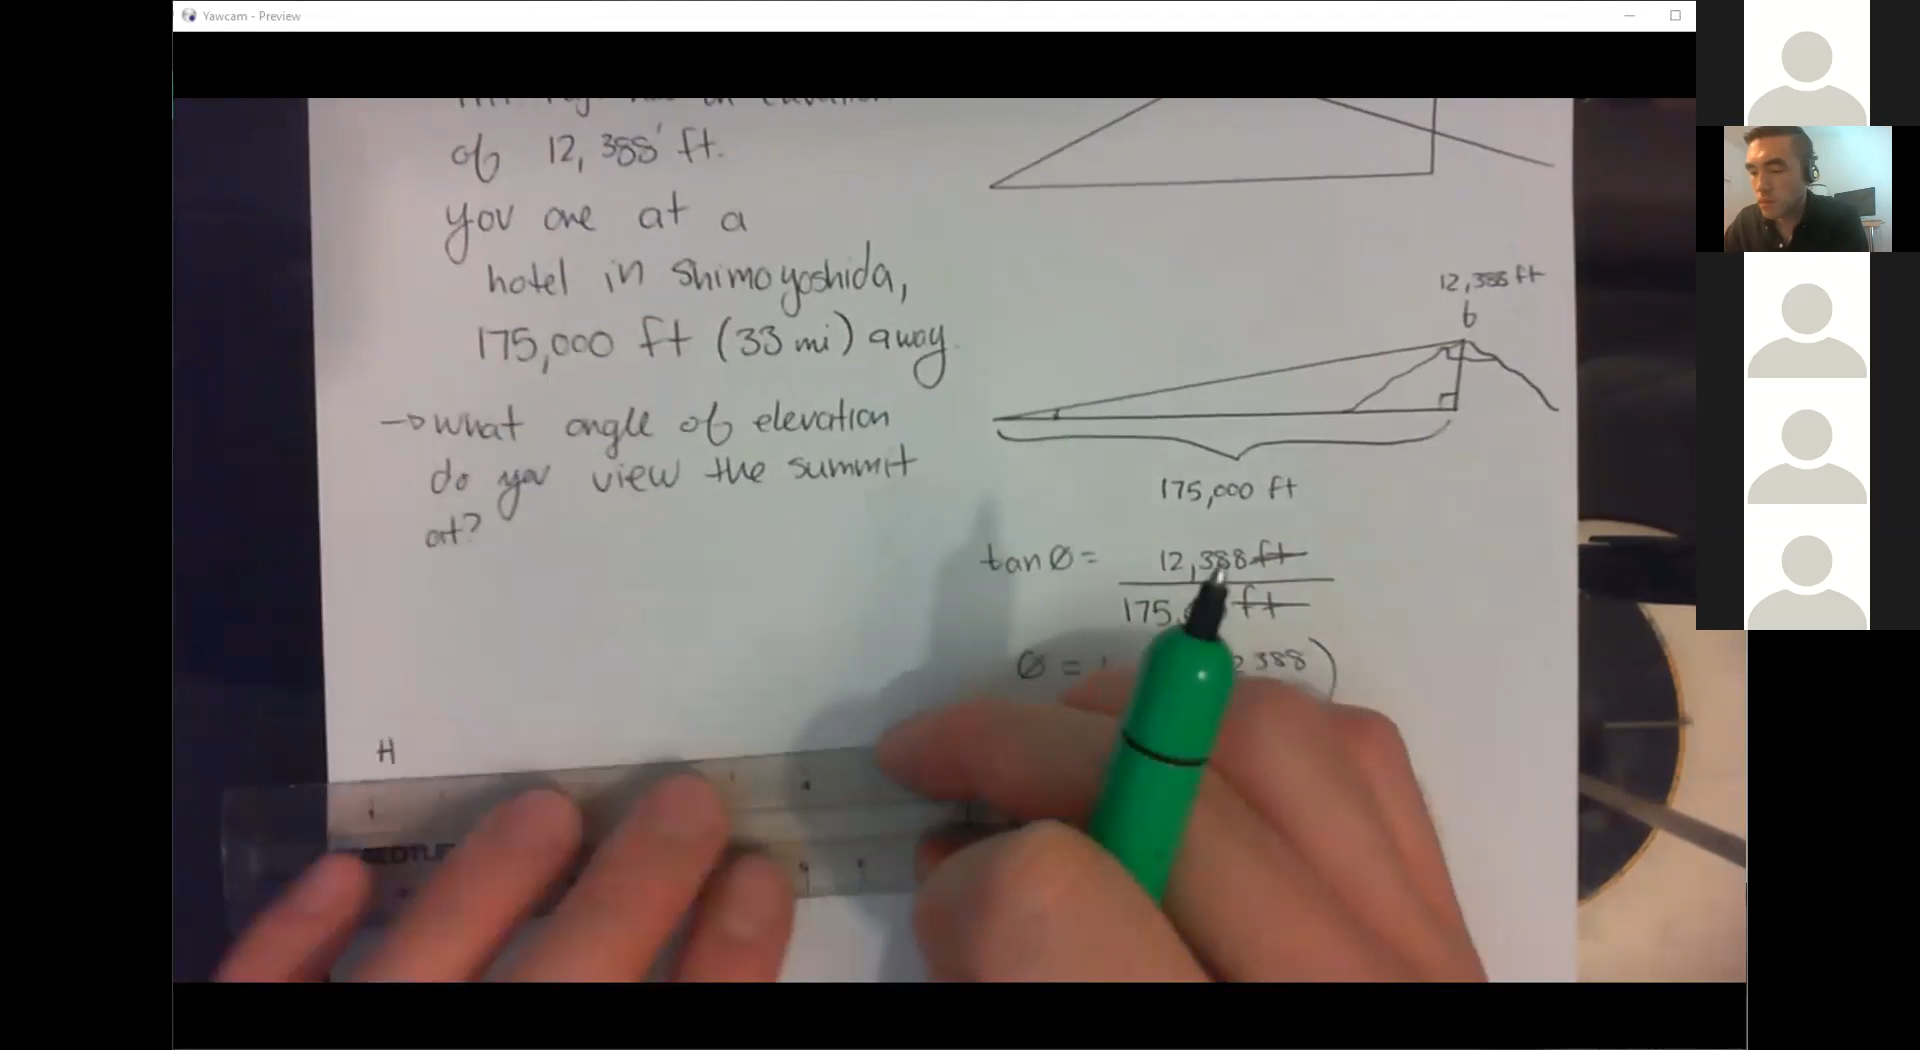 Yawcam - Preview
of 12,388' ft.
you are at a
hotel in Shimoyoshida,
175,000 ft (33 mi) away.
→ what angle of elevation
do you view the summit
at?
H
12,388 ft
175,000 ft
tanØ = 12,388 ft
175, ft
Ø = 388)